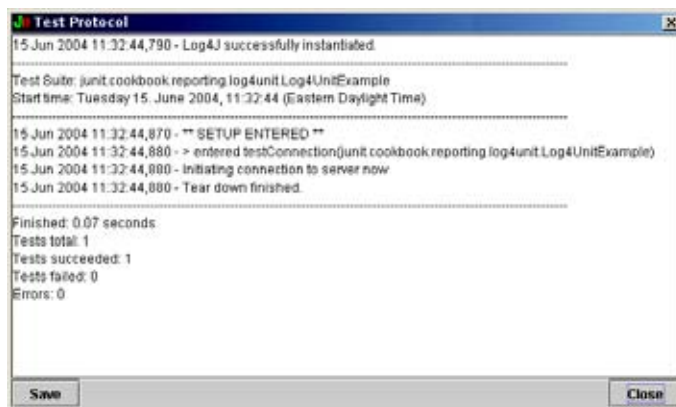 Test Protocol
15 Jun 2004 11:32:44,790 - Log4J successfully instantiated.
Test Suite: junit.cookbook.reporting.log4unit.Log4UnitExample
Start time: Tuesday 15. June 2004, 11:32:44 (Eastern Daylight Time)
15 Jun 2004 11:32:44,870 - ** SETUP ENTERED **
15 Jun 2004 11:32:44,880 - > entered testConnection(junit.cookbook.reporting.log4unit.Log4UnitExample)
15 Jun 2004 11:32:44,880 - Initiating connection to server now
15 Jun 2004 11:32:44,880 - Tear down finished.
Finished: 0.07 seconds
Tests total: 1
Tests succeeded: 1
Tests failed: 0
Errors: 0
Save Close